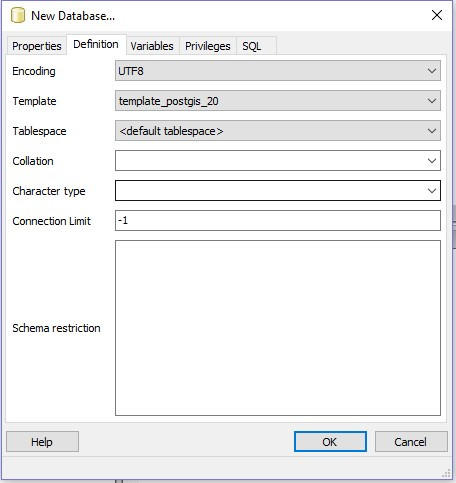 New Database...
Properties Definition Variables Privileges SQL
Encoding UTF8
Template template_postgis_20
Tablespace <default tablespace>
Collation
Character type
Connection Limit -1
Schema restriction
Help OK Cancel